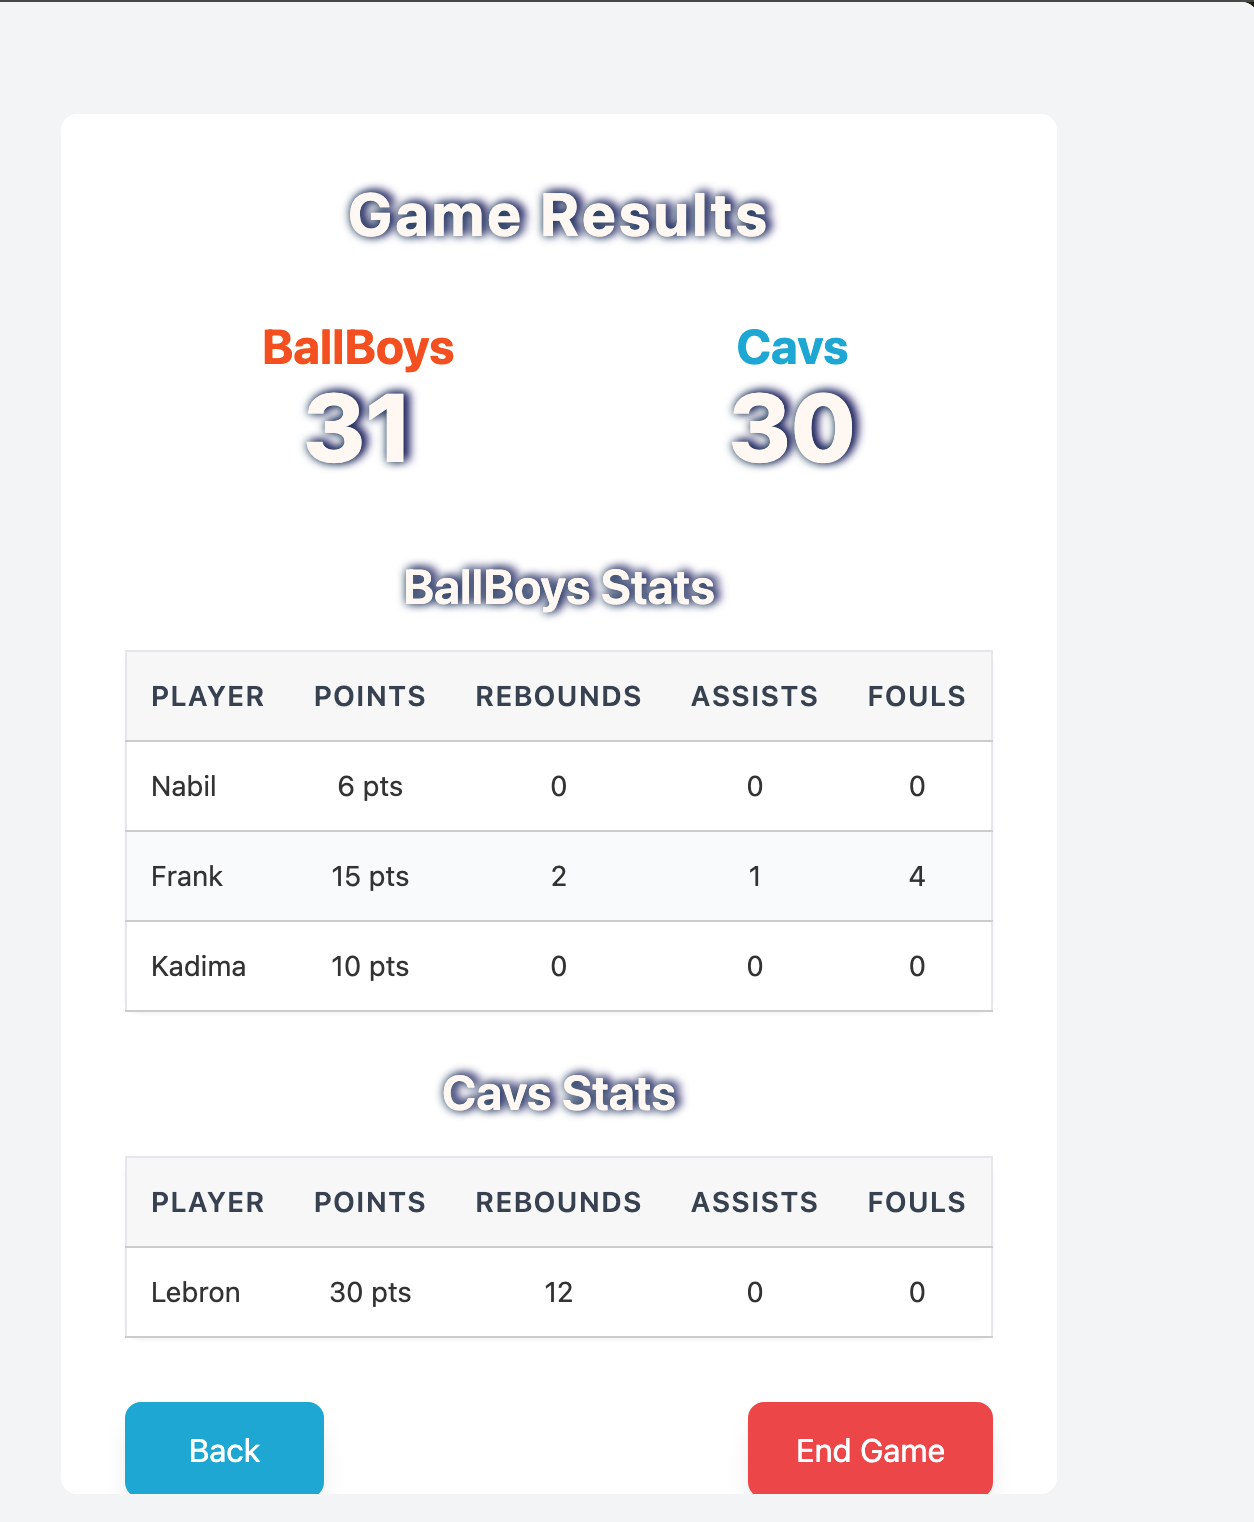 Game Results
BallBoys Cavs
31 30
BallBoys Stats
PLAYER POINTS REBOUNDS ASSISTS FOULS
Nabil 6 pts 0 0 0
Frank 15 pts 2 1 4
Kadima 10 pts 0 0 0
Cavs Stats
PLAYER POINTS REBOUNDS ASSISTS FOULS
Lebron 30 pts 12 0 0
Back End Game